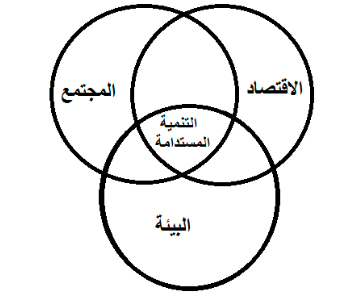 الاقتصاد
المجتمع
التنمية
المستدامة
البيئة